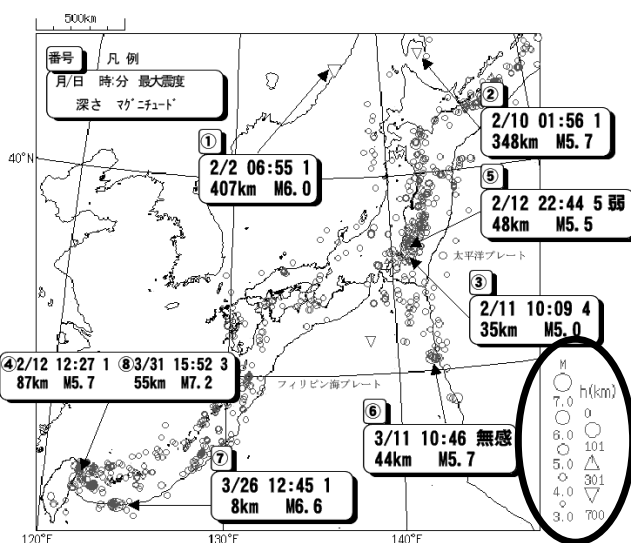 500km
番号 凡 例
月/日 時:分 最大震度
深さ マグニチュード
①
2/2 06:55 1
407km M6.0
②
2/10 01:56 1
348km M5.7
⑤
2/12 22:44 5 弱
48km M5.5
太平洋プレート
③
2/11 10:09 4
35km M5.0
④2/12 12:27 1
87km M5.7
⑧3/31 15:52 3
55km M7.2
フィリピン海プレート
⑥
3/11 10:46 無感
44km M5.7
⑦
3/26 12:45 1
8km M6.6
M
7.0
6.0
5.0
4.0
3.0
h(km)
0
101
301
700
40°N
120°E
130°E
140°E